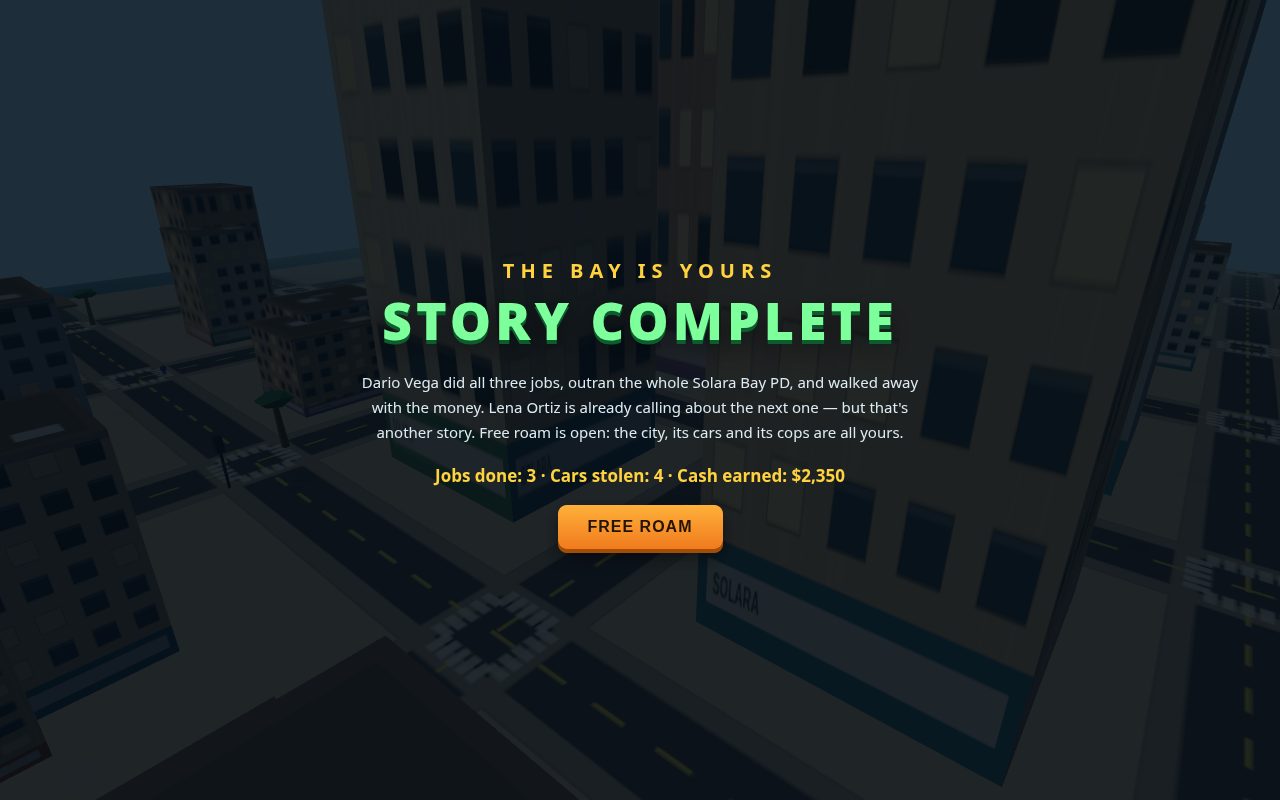 THE BAY IS YOURS
STORY COMPLETE
Dario Vega did all three jobs, outran the whole Solara Bay PD, and walked away
with the money. Lena Ortiz is already calling about the next one — but that's
another story. Free roam is open: the city, its cars and its cops are all yours.
Jobs done: 3 · Cars stolen: 4 · Cash earned: $2,350
FREE ROAM
SOLARA